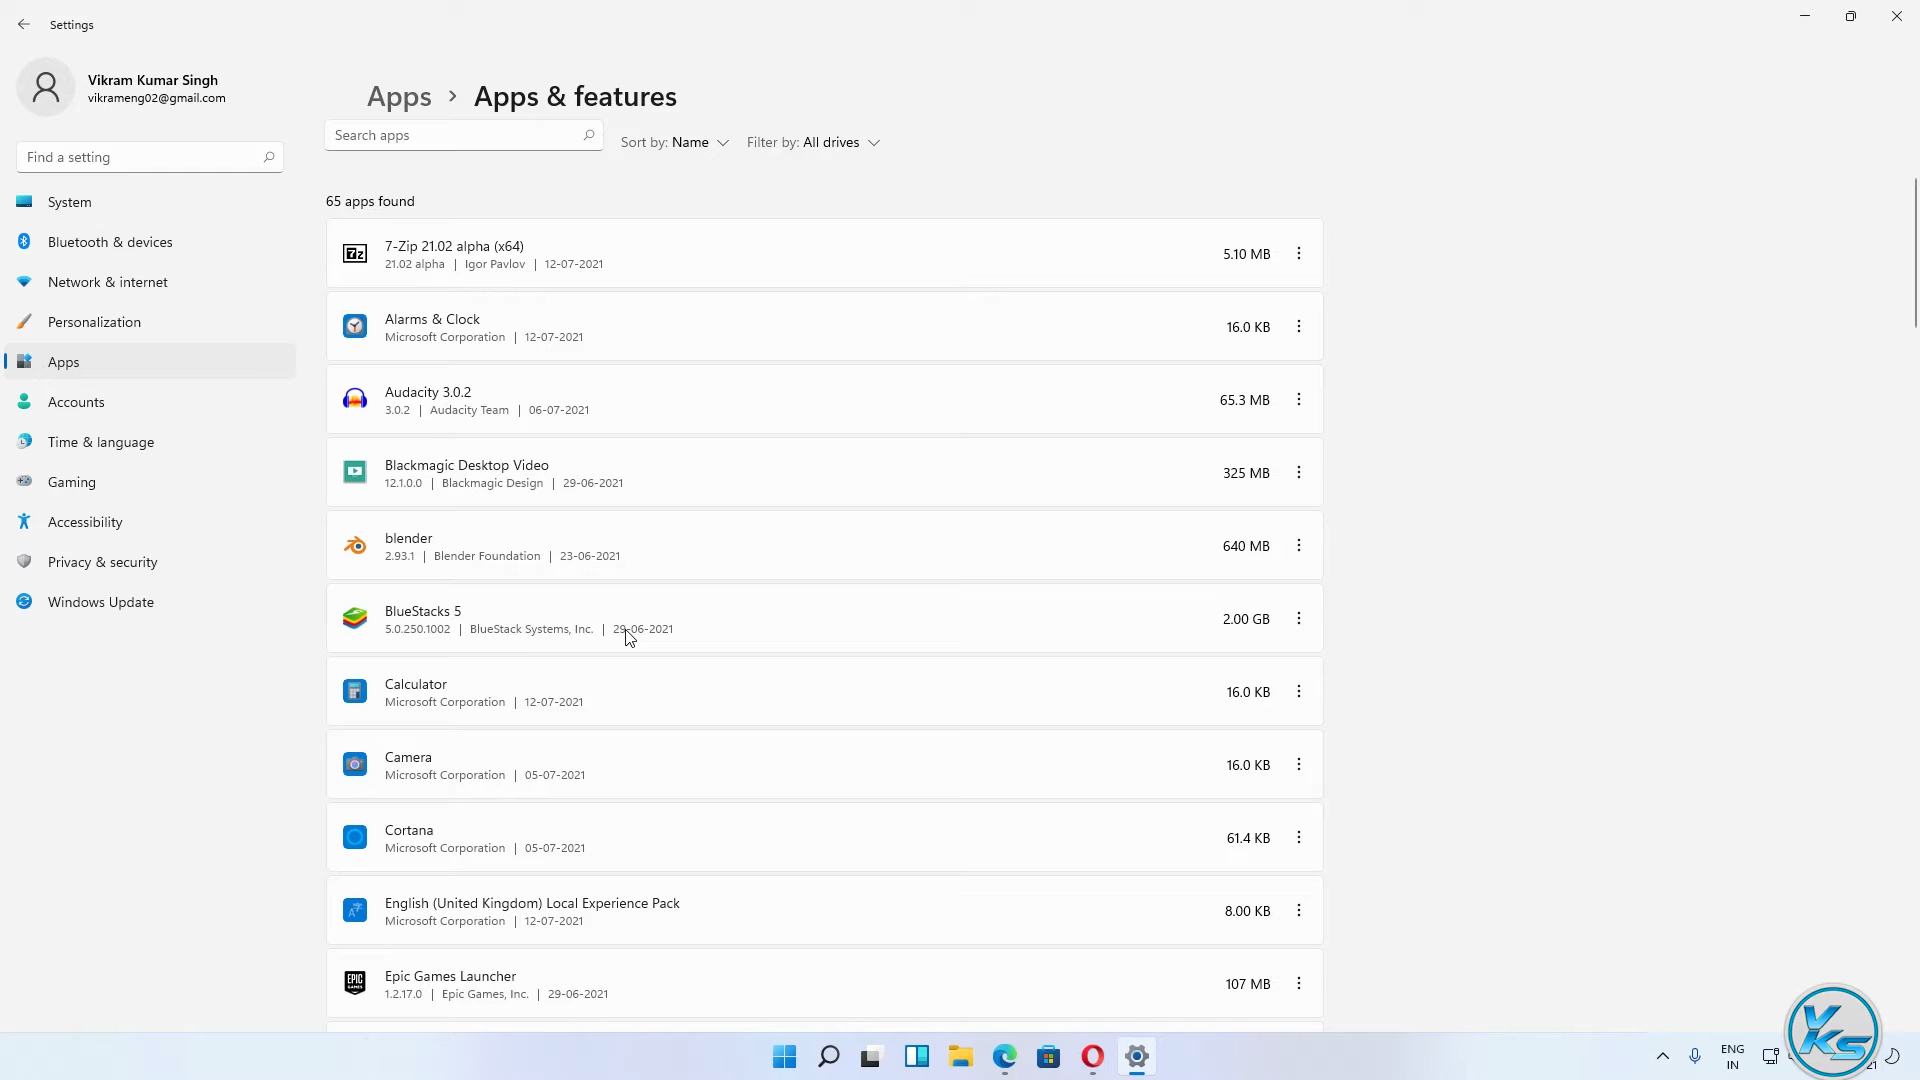 Settings
Vikram Kumar Singh
vikrameng02@gmail.com
Find a setting
System
Bluetooth & devices
Network & internet
Personalization
Apps
Accounts
Time & language
Gaming
Accessibility
Privacy & security
Windows Update
Apps > Apps & features
Search apps
Sort by: Name
Filter by: All drives
65 apps found
7z
7-Zip 21.02 alpha (x64)
21.02 alpha | Igor Pavlov | 12-07-2021
5.10 MB
Alarms & Clock
Microsoft Corporation | 12-07-2021
16.0 KB
Audacity 3.0.2
3.0.2 | Audacity Team | 06-07-2021
65.3 MB
Blackmagic Desktop Video
12.1.0.0 | Blackmagic Design | 29-06-2021
325 MB
blender
2.93.1 | Blender Foundation | 23-06-2021
640 MB
BlueStacks 5
5.0.250.1002 | BlueStack Systems, Inc. | 29-06-2021
2.00 GB
Calculator
Microsoft Corporation | 12-07-2021
16.0 KB
Camera
Microsoft Corporation | 05-07-2021
16.0 KB
Cortana
Microsoft Corporation | 05-07-2021
61.4 KB
English (United Kingdom) Local Experience Pack
Microsoft Corporation | 12-07-2021
8.00 KB
EPIC
GAMES
Epic Games Launcher
1.2.17.0 | Epic Games, Inc. | 29-06-2021
107 MB
ENG
IN
VKS
21